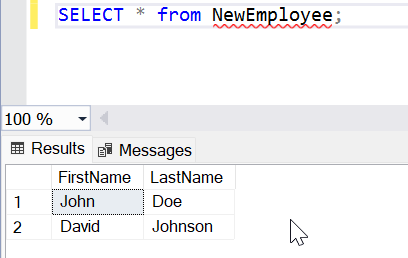 SELECT * from NewEmployee;
100 %
Results Messages
FirstName LastName
1 John Doe
2 David Johnson